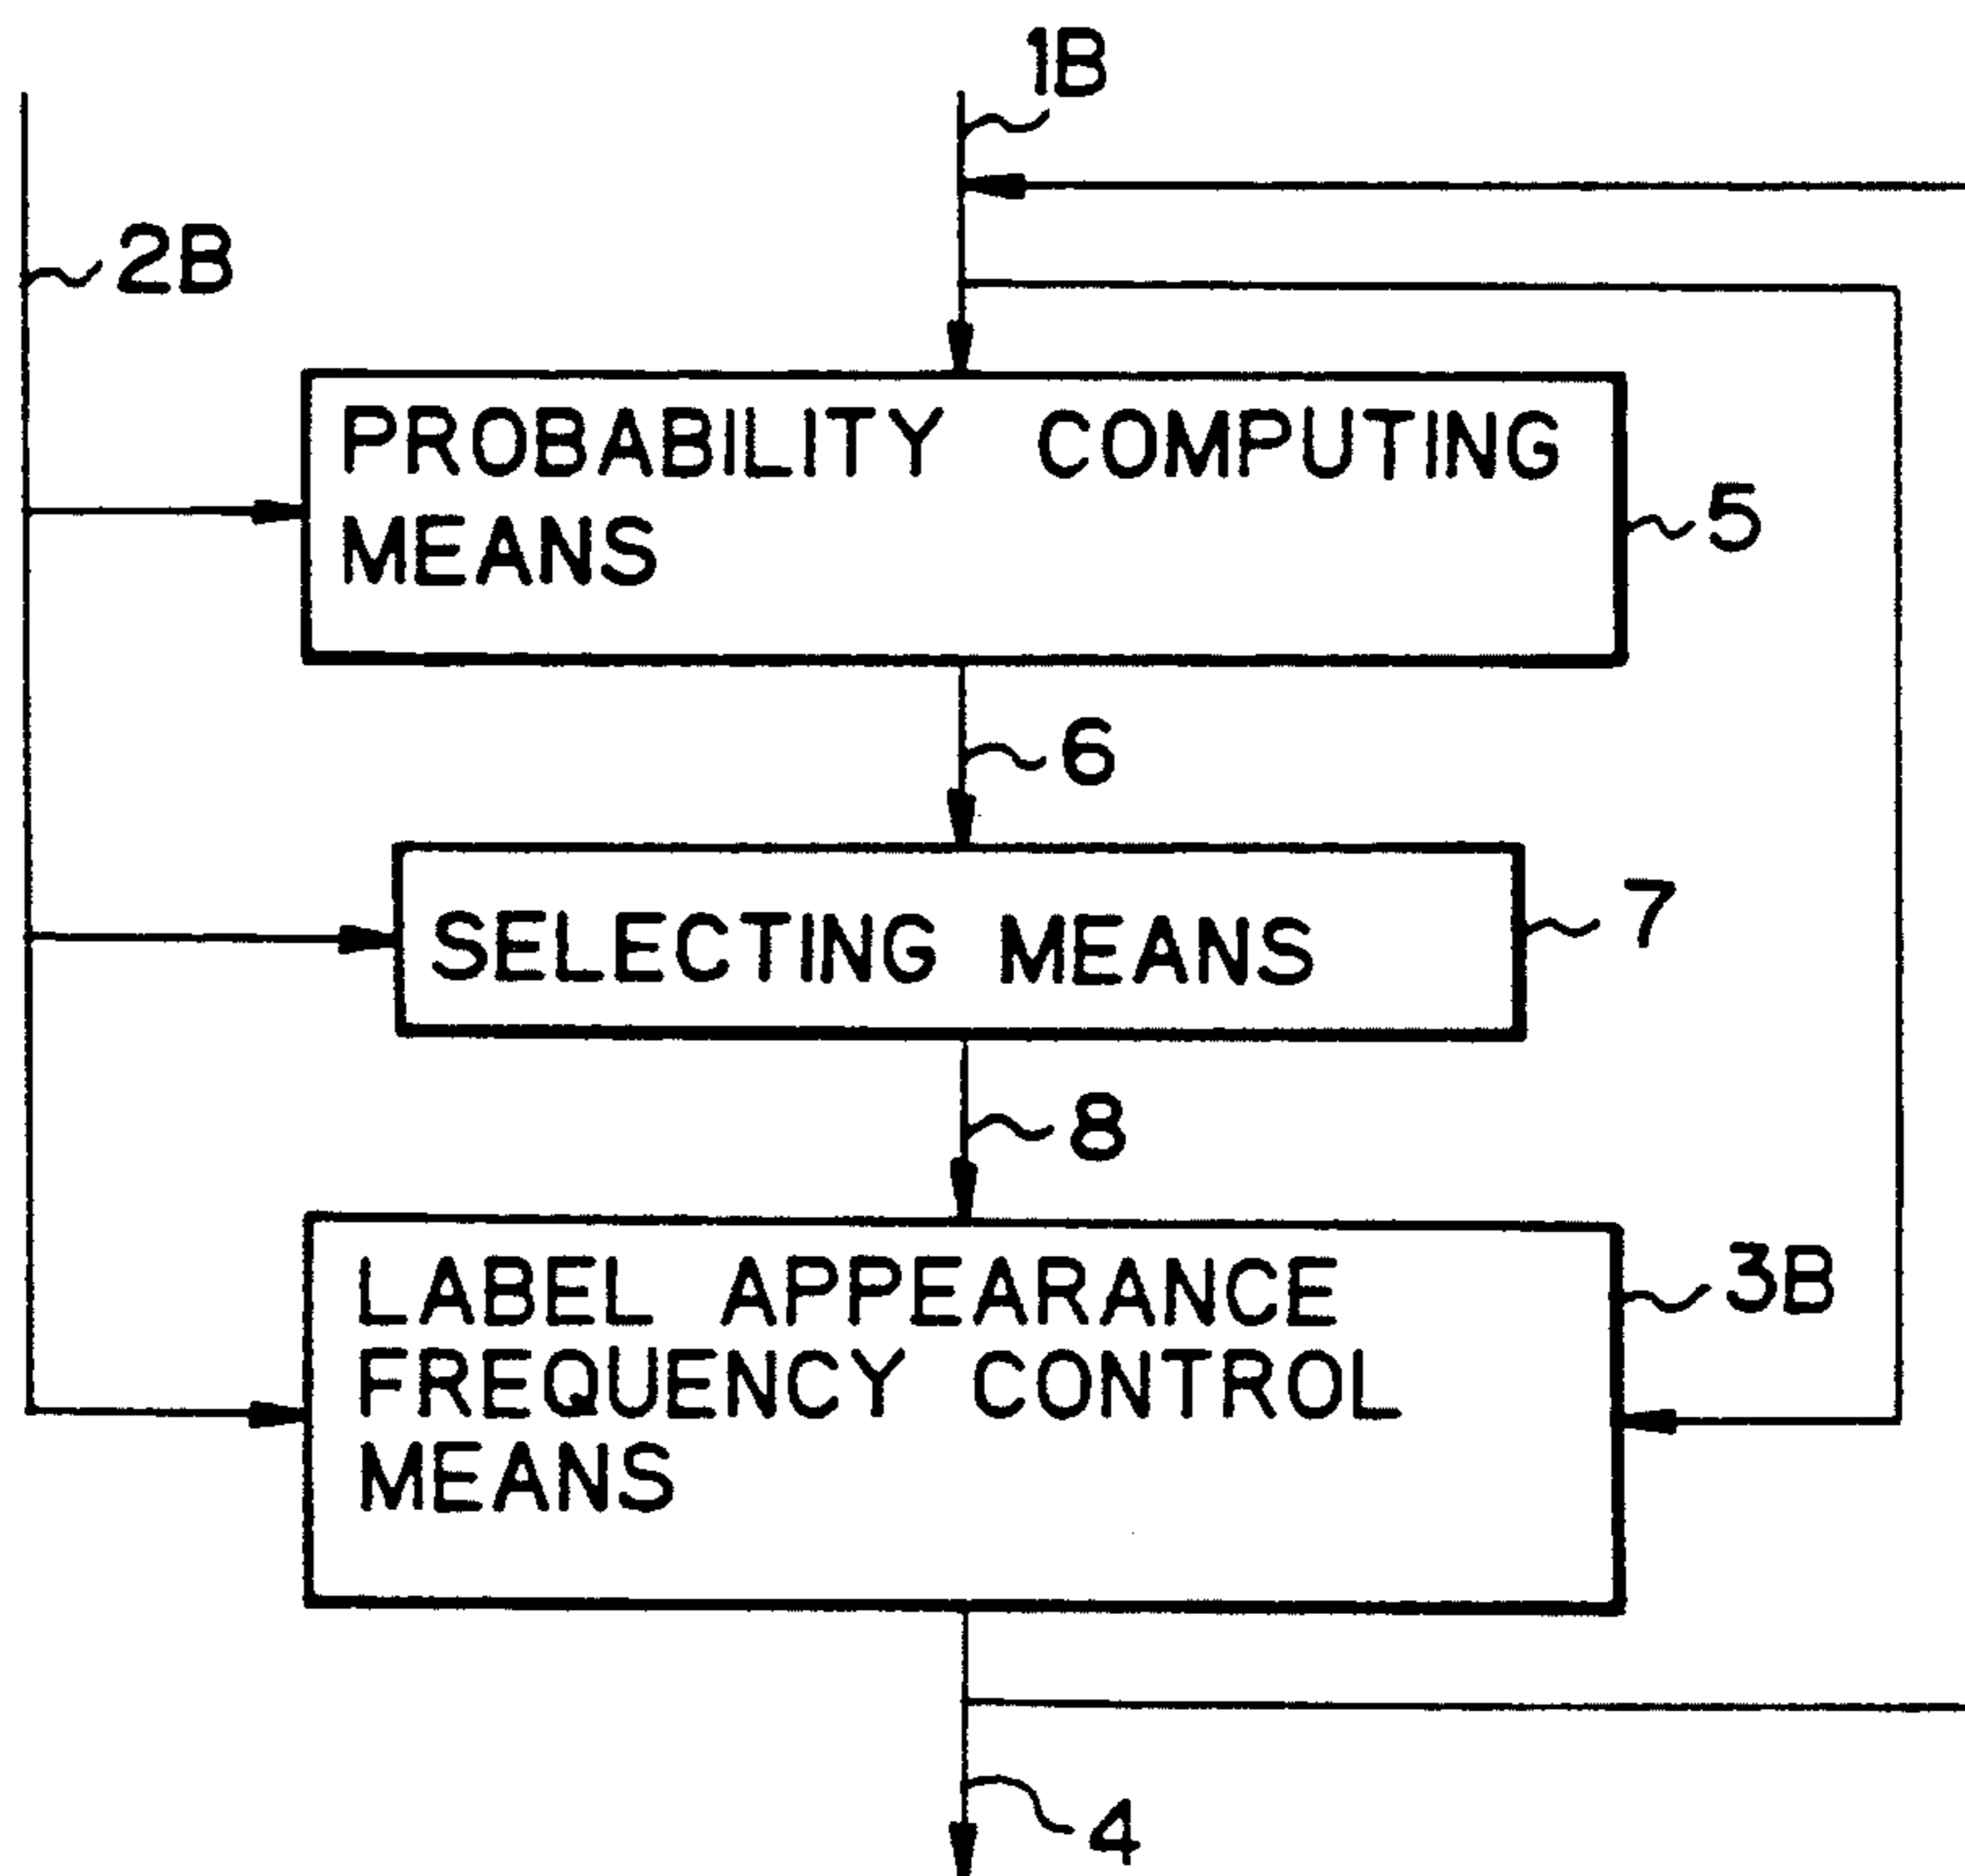 1B
2B
PROBABILITY COMPUTING
MEANS
5
6
SELECTING MEANS
7
8
LABEL APPEARANCE
FREQUENCY CONTROL
MEANS
3B
4